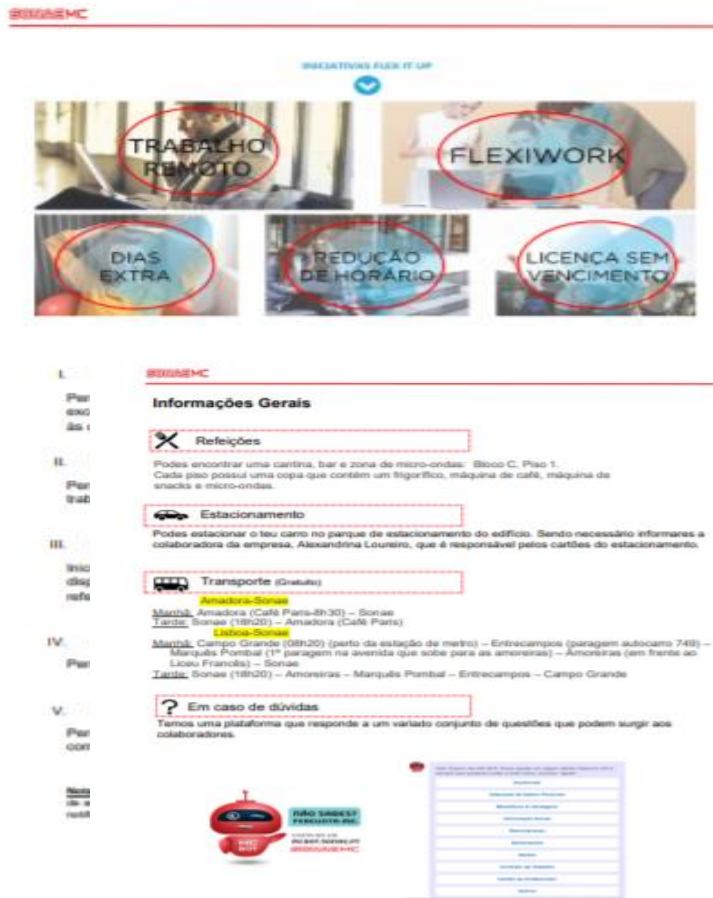 SONAEMC
INICIATIVAS FLEX IT UP
TRABALHO
REMOTO
FLEXIWORK
DIAS
EXTRA
REDUÇÃO
DE HORÁRIO
LICENÇA SEM
VENCIMENTO
I.
II.
III.
IV.
V.
SONAEMC
Informações Gerais
Refeições
Podes encontrar uma cantina, bar e zona de micro-ondas: Bloco C, Piso 1.
Cada piso possui uma copa que contém um frigorífico, máquina de café, máquina de
snacks e micro-ondas.
Estacionamento
Podes estacionar o teu carro no parque de estacionamento do edifício. Sendo necessário informares a
colaboradora da empresa, Alexandrina Loureiro, que é responsável pelos cartões do estacionamento.
Transporte (Gratuito)
Amadora-Sonae
Manhã: Amadora (Café Paris-8h30) – Sonae
Tarde: Sonae (18h20) – Amadora (Café Paris)
Lisboa-Sonae
Manhã: Campo Grande (08h20) (perto da estação de metro) – Entrecampos (paragem autocarro 749) –
Marquês Pombal (1ª paragem na avenida que sobe para as amoreiras) – Amoreiras (em frente ao
Liceu Francês) – Sonae
Tarde: Sonae (18h20) – Amoreiras – Marquês Pombal – Entrecampos – Campo Grande
? Em caso de dúvidas
Temos uma plataforma que responde a um variado conjunto de questões que podem surgir aos
colaboradores.
NÃO SABES?
PERGUNTA-ME.
MC
BOT
SONAEMC